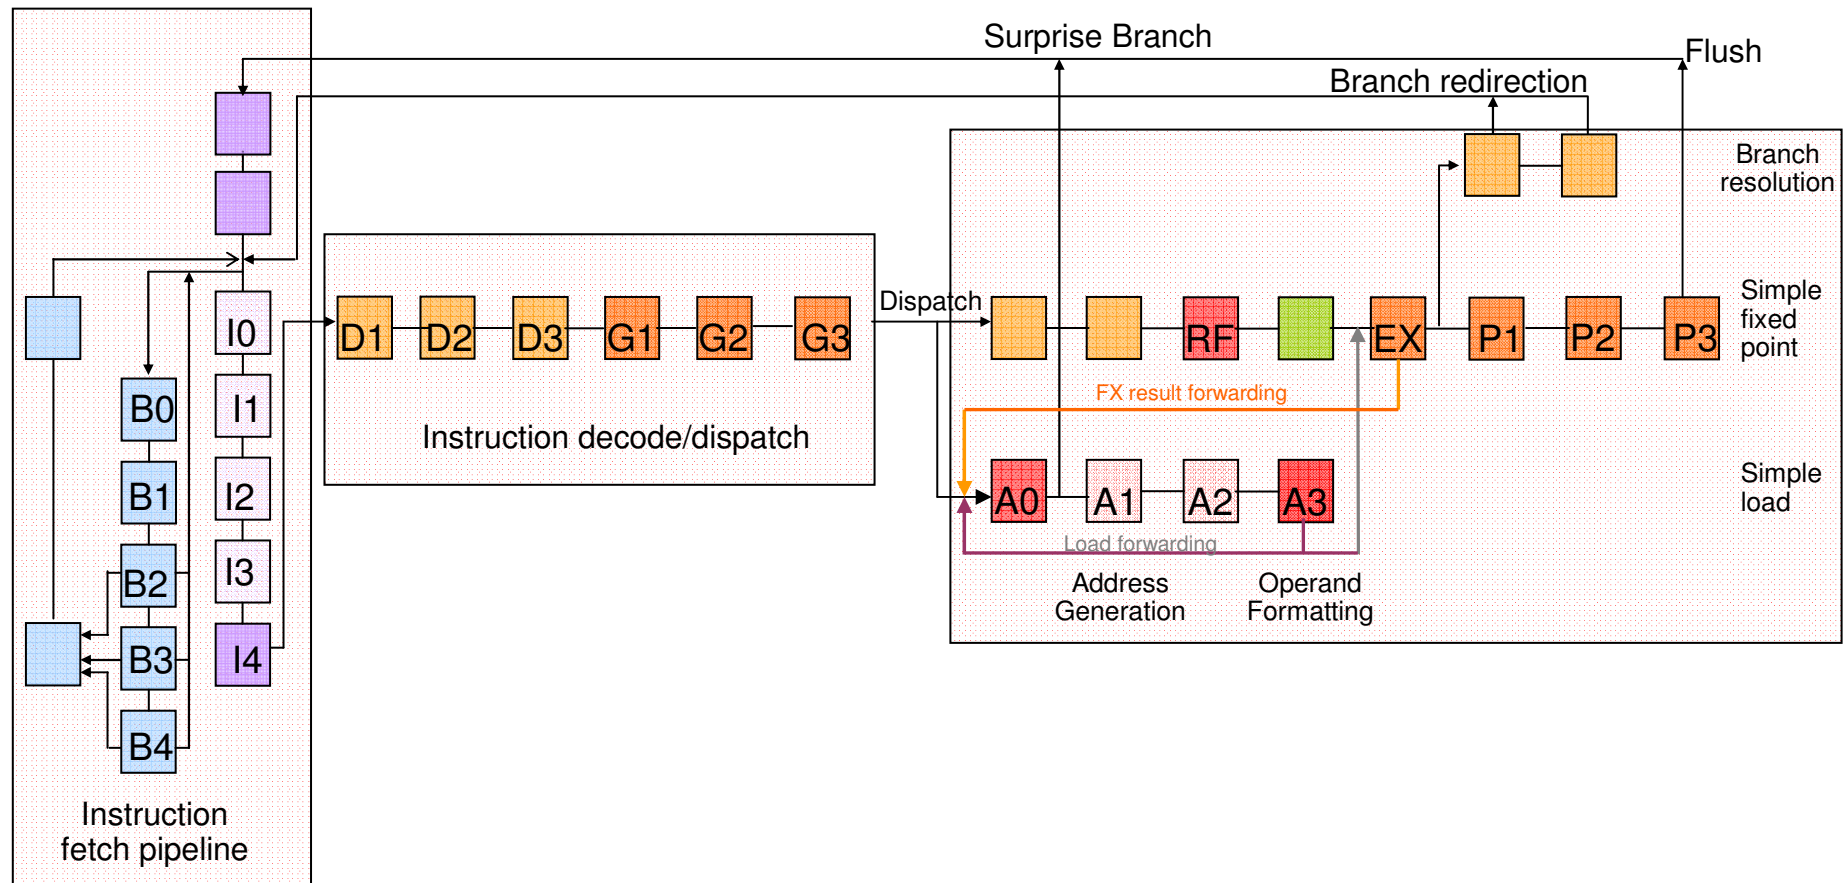 Surprise Branch
Flush
Branch redirection
Branch
resolution
I0
D1
D2
D3
G1
G2
G3
Dispatch
RF
EX
P1
P2
P3
Simple
fixed
point
B0
I1
FX result forwarding
Instruction decode/dispatch
B1
I2
A0
A1
A2
A3
Simple
load
Load forwarding
B2
I3
Address
Generation
Operand
Formatting
B3
I4
B4
Instruction
fetch pipeline